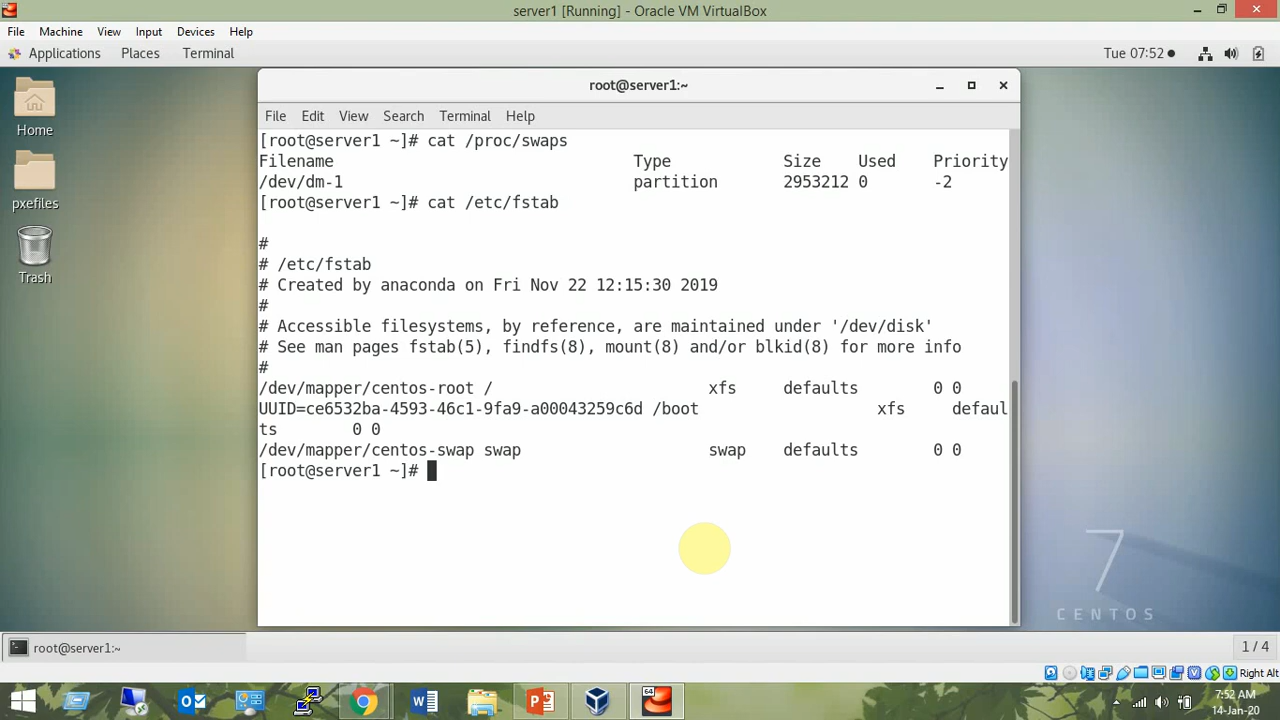 server1 [Running] - Oracle VM VirtualBox
File Machine View Input Devices Help
Applications Places Terminal Tue 07:52
root@server1:~
File Edit View Search Terminal Help
Home
pxefiles
Trash
[root@server1 ~]# cat /proc/swaps
Filename Type Size Used Priority
/dev/dm-1 partition 2953212 0 -2
[root@server1 ~]# cat /etc/fstab
#
# /etc/fstab
# Created by anaconda on Fri Nov 22 12:15:30 2019
#
# Accessible filesystems, by reference, are maintained under '/dev/disk'
# See man pages fstab(5), findfs(8), mount(8) and/or blkid(8) for more info
#
/dev/mapper/centos-root / xfs defaults 0 0
UUID=ce6532ba-4593-46c1-9fa9-a00043259c6d /boot xfs defaul
ts 0 0
/dev/mapper/centos-swap swap swap defaults 0 0
[root@server1 ~]#
7
CENTOS
root@server1:~ 1 / 4
Right Alt
64
7:52 AM
14-Jan-20